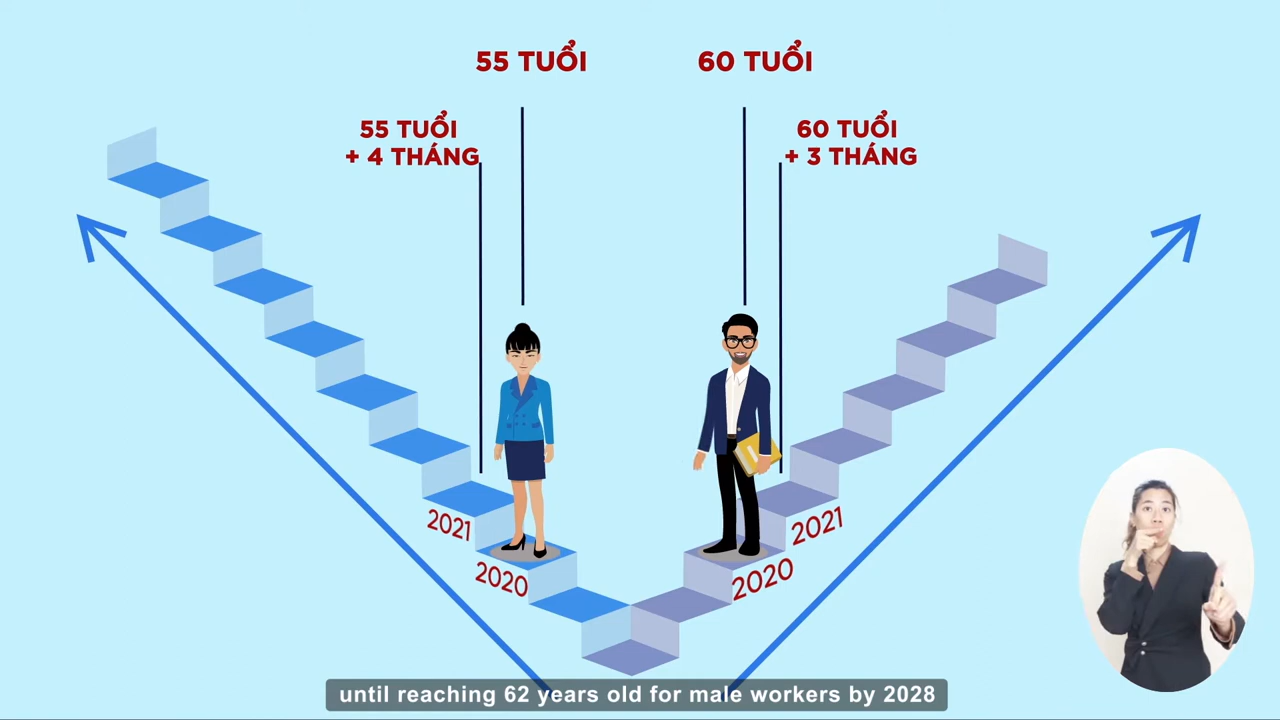 55 TUỔI
60 TUỔI
55 TUỔI
+ 4 THÁNG
60 TUỔI
+ 3 THÁNG
2021
2021
2020
2020
until reaching 62 years old for male workers by 2028